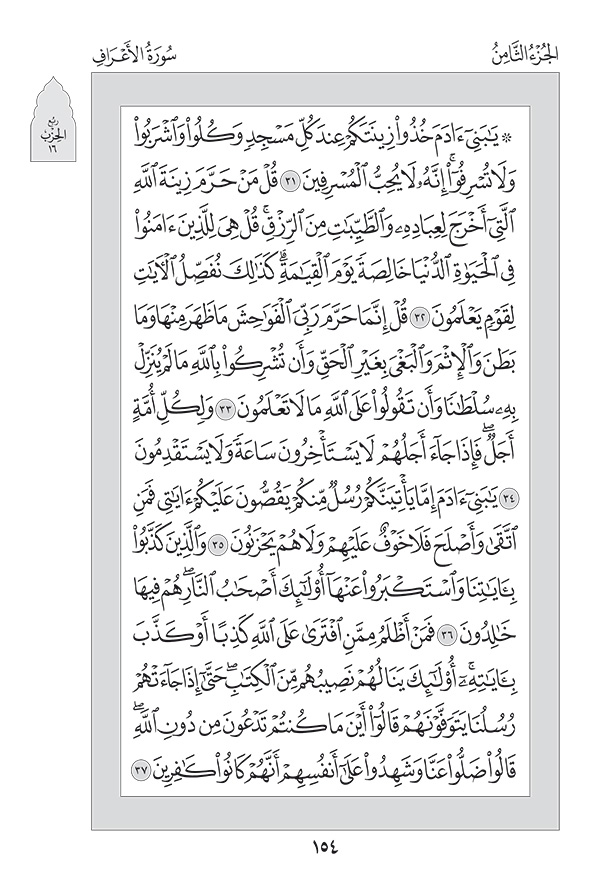 الجُزْءُ الثَّامِنُ
سُورَةُ الأَعْرَافِ
رُبع
الحِزْب
١٦
۞ يَٰبَنِيٓ ءَادَمَ خُذُواْ زِينَتَكُمۡ عِندَ كُلِّ مَسۡجِدٖ وَكُلُواْ وَٱشۡرَبُواْ
وَلَا تُسۡرِفُوٓاْۚ إِنَّهُۥ لَا يُحِبُّ ٱلۡمُسۡرِفِينَ ٣١ قُلۡ مَنۡ حَرَّمَ زِينَةَ ٱللَّهِ
ٱلَّتِيٓ أَخۡرَجَ لِعِبَادِهِۦ وَٱلطَّيِّبَٰتِ مِنَ ٱلرِّزۡقِۚ قُلۡ هِيَ لِلَّذِينَ ءَامَنُواْ
فِي ٱلۡحَيَوٰةِ ٱلدُّنۡيَا خَالِصَةٗ يَوۡمَ ٱلۡقِيَٰمَةِۗ كَذَٰلِكَ نُفَصِّلُ ٱلۡأٓيَٰتِ
لِقَوۡمٖ يَعۡلَمُونَ ٣٢ قُلۡ إِنَّمَا حَرَّمَ رَبِّيَ ٱلۡفَوَٰحِشَ مَا ظَهَرَ مِنۡهَا وَمَا
بَطَنَ وَٱلۡإِثۡمَ وَٱلۡبَغۡيَ بِغَيۡرِ ٱلۡحَقِّ وَأَن تُشۡرِكُواْ بِٱللَّهِ مَا لَمۡ يُنَزِّلۡ
بِهِۦ سُلۡطَٰنٗا وَأَن تَقُولُواْ عَلَى ٱللَّهِ مَا لَا تَعۡلَمُونَ ٣٣ وَلِكُلِّ أُمَّةٍ
أَجَلٞۖ فَإِذَا جَآءَ أَجَلُهُمۡ لَا يَسۡتَأۡخِرُونَ سَاعَةٗ وَلَا يَسۡتَقۡدِمُونَ
٣٤ يَٰبَنِيٓ ءَادَمَ إِمَّا يَأۡتِيَنَّكُمۡ رُسُلٞ مِّنكُمۡ يَقُصُّونَ عَلَيۡكُمۡ ءَايَٰتِي فَمَنِ
ٱتَّقَىٰ وَأَصۡلَحَ فَلَا خَوۡفٌ عَلَيۡهِمۡ وَلَا هُمۡ يَحۡزَنُونَ ٣٥ وَٱلَّذِينَ كَذَّبُواْ
بِـَٔايَٰتِنَا وَٱسۡتَكۡبَرُواْ عَنۡهَآ أُوْلَٰٓئِكَ أَصۡحَٰبُ ٱلنَّارِۖ هُمۡ فِيهَا
خَٰلِدُونَ ٣٦ فَمَنۡ أَظۡلَمُ مِمَّنِ ٱفۡتَرَىٰ عَلَى ٱللَّهِ كَذِبًا أَوۡ كَذَّبَ
بِـَٔايَٰتِهِۦٓۚ أُوْلَٰٓئِكَ يَنَالُهُمۡ نَصِيبُهُم مِّنَ ٱلۡكِتَٰبِۖ حَتَّىٰٓ إِذَا جَآءَتۡهُمۡ
رُسُلُنَا يَتَوَفَّوۡنَهُمۡ قَالُوٓاْ أَيۡنَ مَا كُنتُمۡ تَدۡعُونَ مِن دُونِ ٱللَّهِۖ
قَالُواْ ضَلُّواْ عَنَّا وَشَهِدُواْ عَلَىٰٓ أَنفُسِهِمۡ أَنَّهُمۡ كَانُواْ كَٰفِرِينَ ٣٧
١٥٤